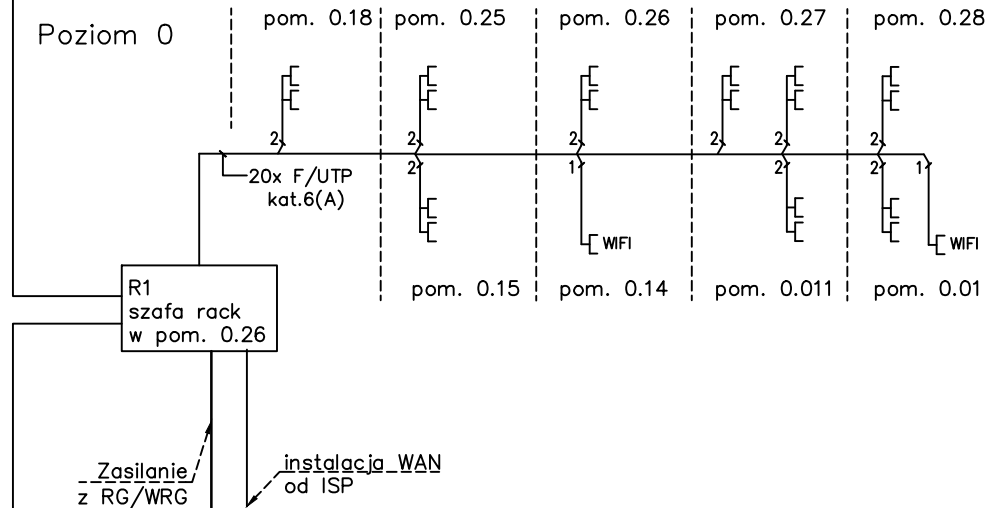 Poziom 0
pom. 0.18
pom. 0.25
pom. 0.26
pom. 0.27
pom. 0.28
2
2
2
2
2
2
20x F/UTP
kat.6(A)
2
1
2
2
1
WIFI
WIFI
pom. 0.15
pom. 0.14
pom. 0.011
pom. 0.01
R1
szafa rack
w pom. 0.26
Zasilanie
z RG/WRG
instalacja WAN
od ISP